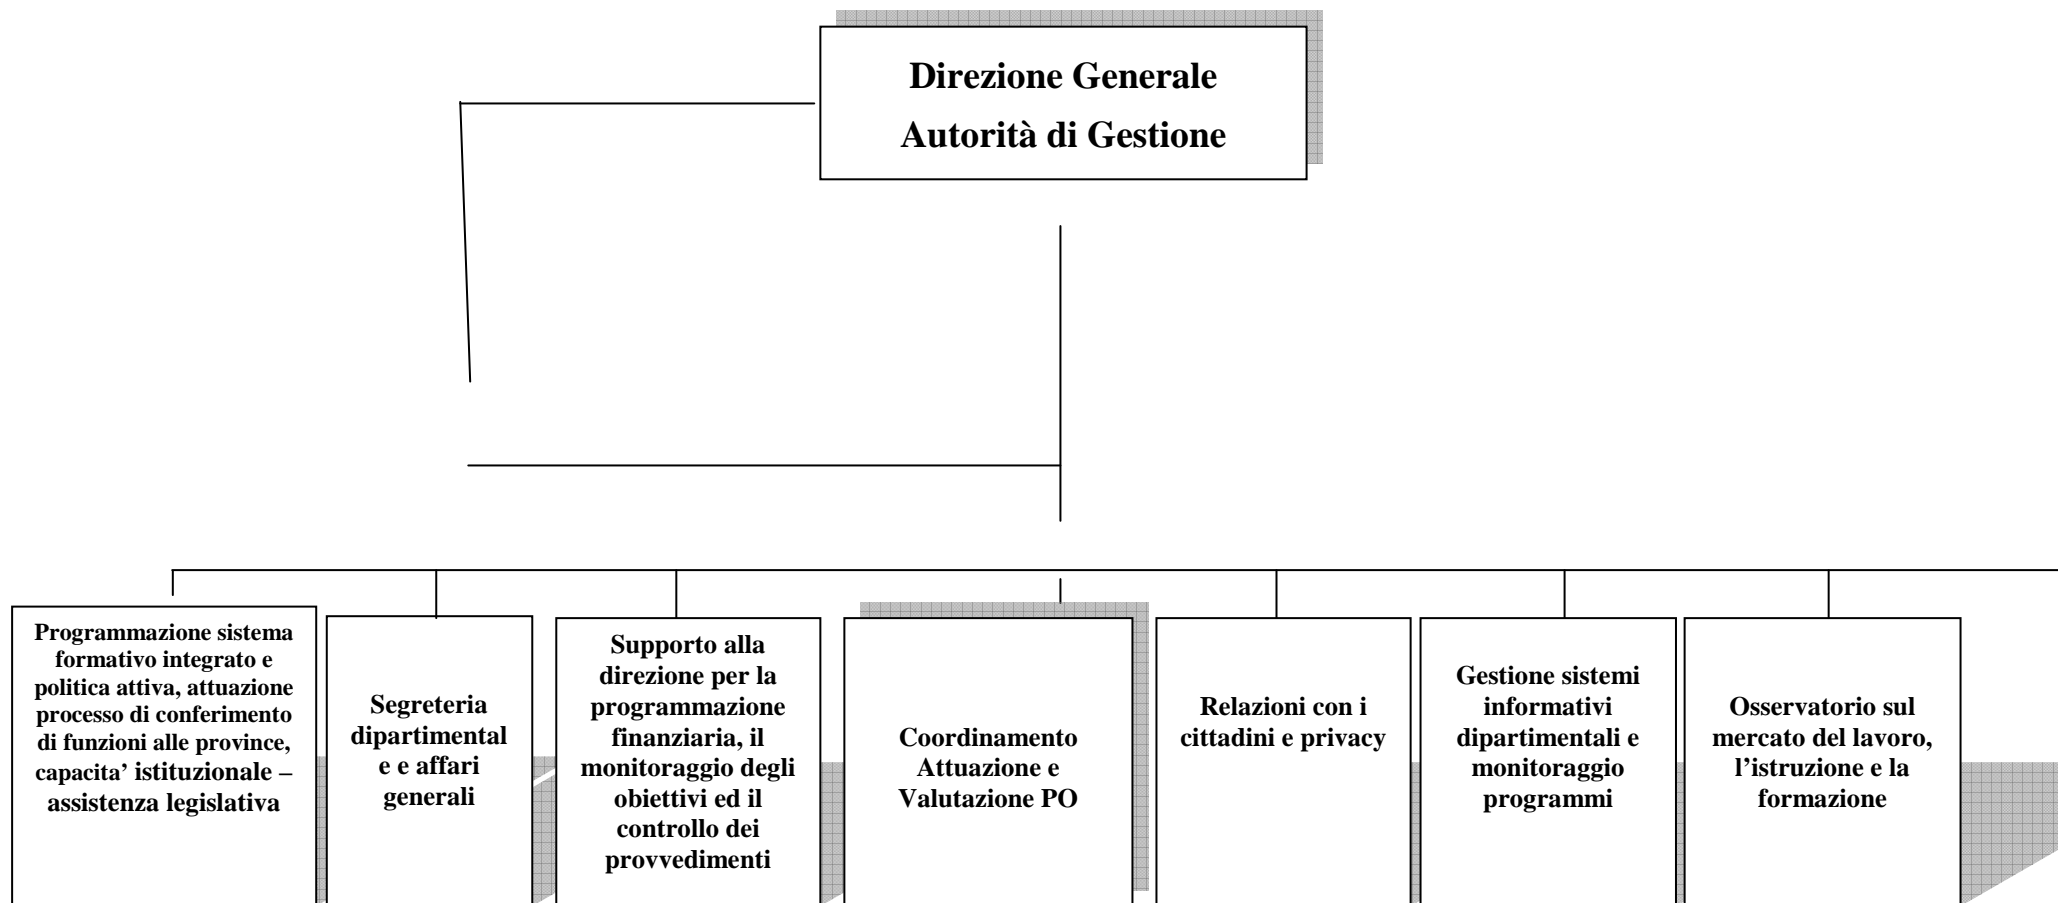 Direzione Generale
Autorità di Gestione
Programmazione sistema
formativo integrato e
politica attiva, attuazione
processo di conferimento
di funzioni alle province,
capacita’ istituzionale –
assistenza legislativa
Segreteria
dipartimental
e e affari
generali
Supporto alla
direzione per la
programmazione
finanziaria, il
monitoraggio degli
obiettivi ed il
controllo dei
provvedimenti
Coordinamento
Attuazione e
Valutazione PO
Relazioni con i
cittadini e privacy
Gestione sistemi
informativi
dipartimentali e
monitoraggio
programmi
Osservatorio sul
mercato del lavoro,
l’istruzione e la
formazione